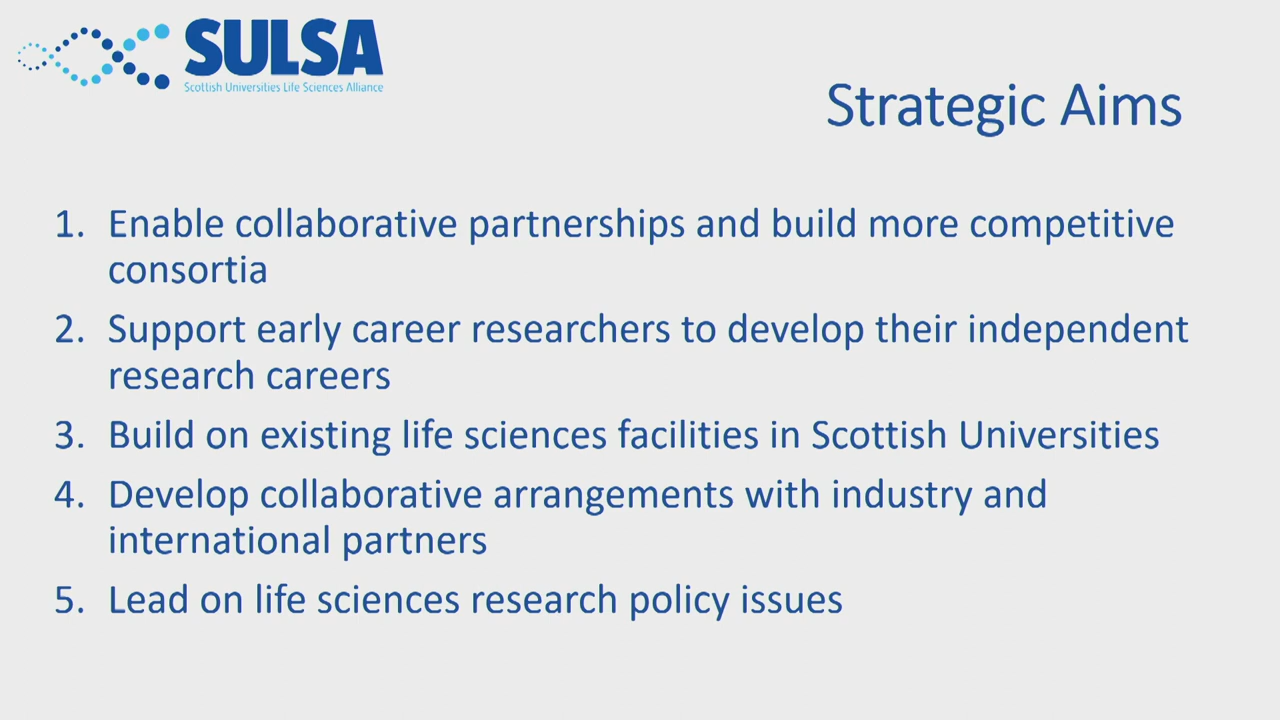 SULSA
Scottish Universities Life Sciences Alliance
Strategic Aims
1. Enable collaborative partnerships and build more competitive
consortia
2. Support early career researchers to develop their independent
research careers
3. Build on existing life sciences facilities in Scottish Universities
4. Develop collaborative arrangements with industry and
international partners
5. Lead on life sciences research policy issues